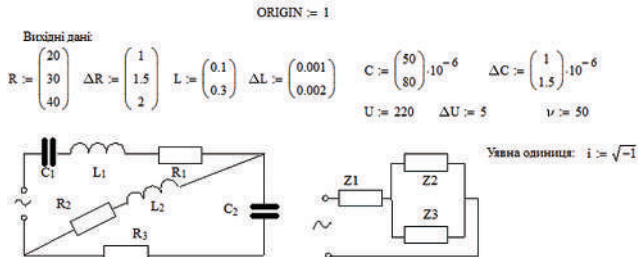 ORIGIN := 1
Вихідні дані:
R := (20 30 40) ΔR := (1 1.5 2) L := (0.1 0.3) ΔL := (0.001 0.002) C := (50 80)·10⁻⁶ ΔC := (1 1.5)·10⁻⁶
U := 220 ΔU := 5 ν := 50
Уявна одиниця: i := √−1
C1 L1 R1
R2 L2 C2
R3
Z1 Z2
Z3